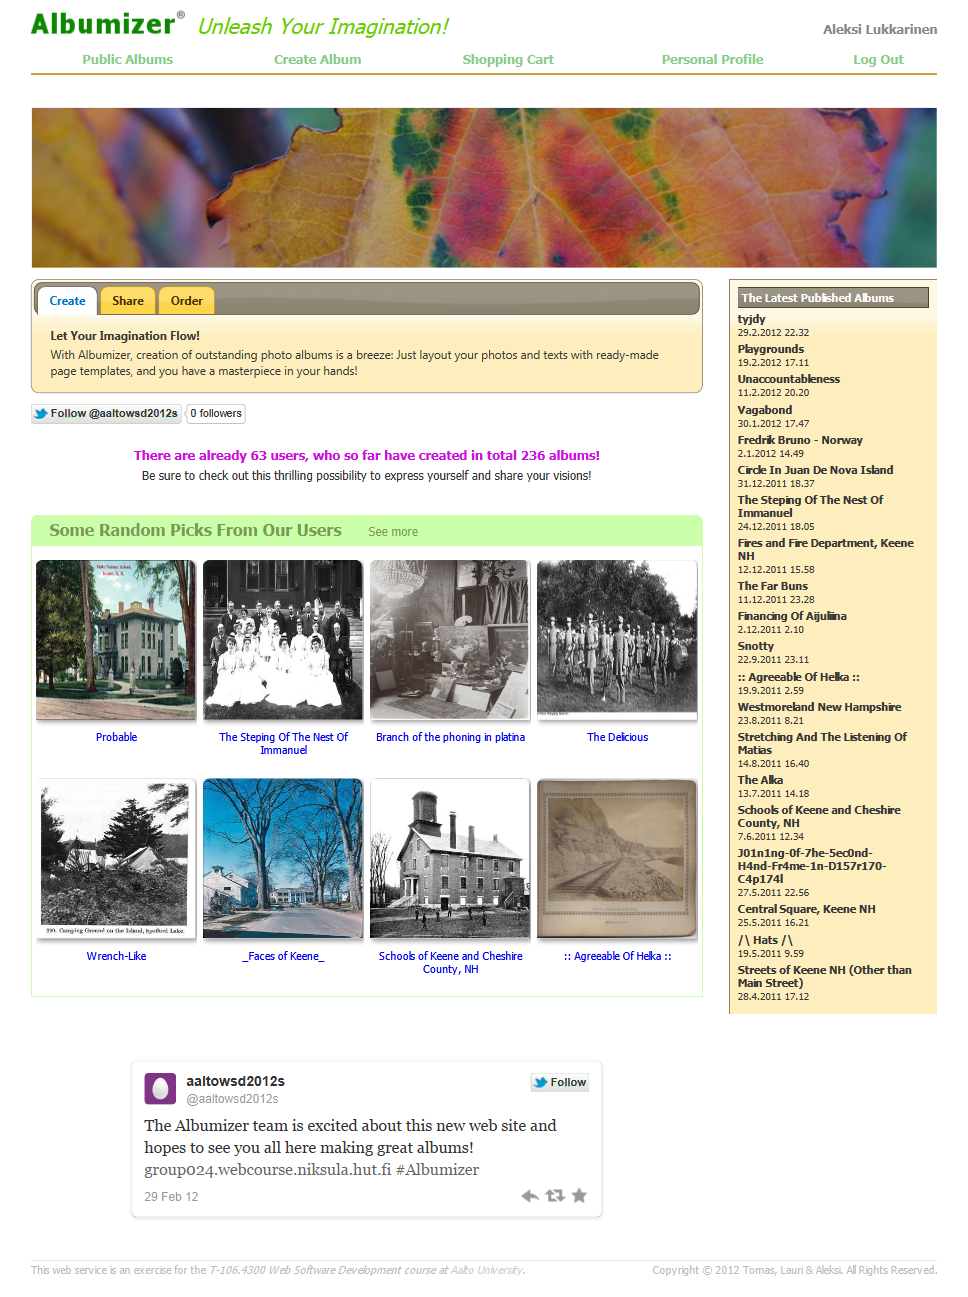 Albumizer® Unleash Your Imagination!
Aleksi Lukkarinen
Public Albums
Create Album
Shopping Cart
Personal Profile
Log Out
Create
Share
Order
Let Your Imagination Flow!
With Albumizer, creation of outstanding photo albums is a breeze: Just layout your photos and texts with ready-made
page templates, and you have a masterpiece in your hands!
Follow @aaltowsd2012s
0 followers
There are already 63 users, who so far have created in total 236 albums!
Be sure to check out this thrilling possibility to express yourself and share your visions!
Some Random Picks From Our Users
See more
Probable
The Steping Of The Nest Of
Immanuel
Branch of the phoning in platina
The Delicious
290. Camping Ground on the Island, Spofford Lake.
Wrench-Like
_Faces of Keene_
Schools of Keene and Cheshire
County, NH
:: Agreeable Of Helka ::
The Latest Published Albums
tyjdy
29.2.2012 22.32
Playgrounds
19.2.2012 17.11
Unaccountableness
11.2.2012 20.20
Vagabond
30.1.2012 17.47
Fredrik Bruno - Norway
2.1.2012 14.49
Circle In Juan De Nova Island
31.12.2011 18.37
The Steping Of The Nest Of
Immanuel
24.12.2011 18.05
Fires and Fire Department, Keene
NH
12.12.2011 15.58
The Far Buns
11.12.2011 23.28
Financing Of Aijuliina
2.12.2011 2.10
Snotty
22.9.2011 23.11
:: Agreeable Of Helka ::
19.9.2011 2.59
Westmoreland New Hampshire
23.8.2011 8.21
Stretching And The Listening Of
Matias
14.8.2011 16.40
The Alka
13.7.2011 14.18
Schools of Keene and Cheshire
County, NH
7.6.2011 12.34
J01n1ng-0f-7he-5ec0nd-
H4nd-Fr4me-1n-D157r170-
C4p174l
27.5.2011 22.56
Central Square, Keene NH
25.5.2011 16.21
/\ Hats /\
19.5.2011 9.59
Streets of Keene NH (Other than
Main Street)
28.4.2011 17.12
aaltowsd2012s
@aaltowsd2012s
Follow
The Albumizer team is excited about this new web site and
hopes to see you all here making great albums!
group024.webcourse.niksula.hut.fi #Albumizer
29 Feb 12
This web service is an exercise for the T-106.4300 Web Software Development course at Aalto University.
Copyright © 2012 Tomas, Lauri & Aleksi. All Rights Reserved.